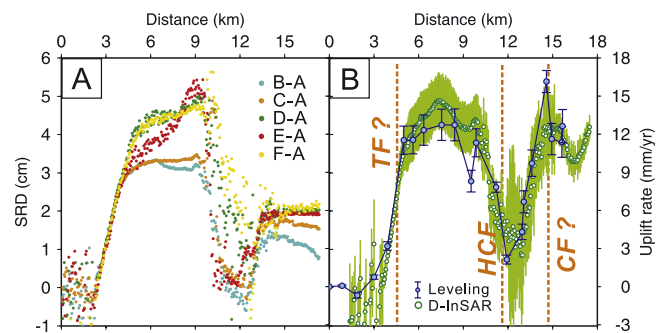 Distance (km)
0 3 6 9 12 15
A
B-A
C-A
D-A
E-A
F-A
SRD (cm)
6
5
4
3
2
1
0
-1
Distance (km)
0 3 6 9 12 15 18
B
TF ?
HCF
CF ?
Leveling
D-InSAR
Uplift rate (mm/yr)
18
15
12
9
6
3
0
-3